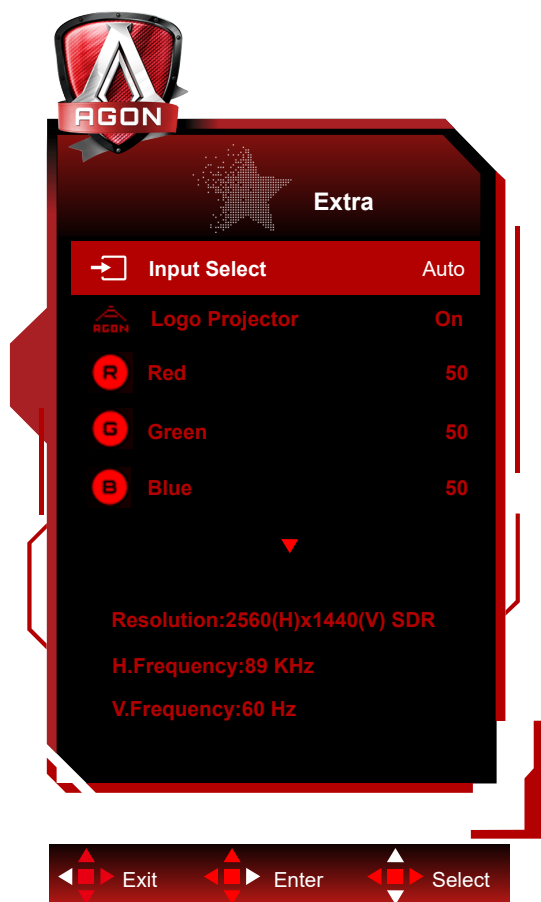 AGON
Extra
Input Select Auto
AGON Logo Projector On
R Red 50
G Green 50
B Blue 50
Resolution:2560(H)x1440(V) SDR
H.Frequency:89 KHz
V.Frequency:60 Hz
Exit Enter Select